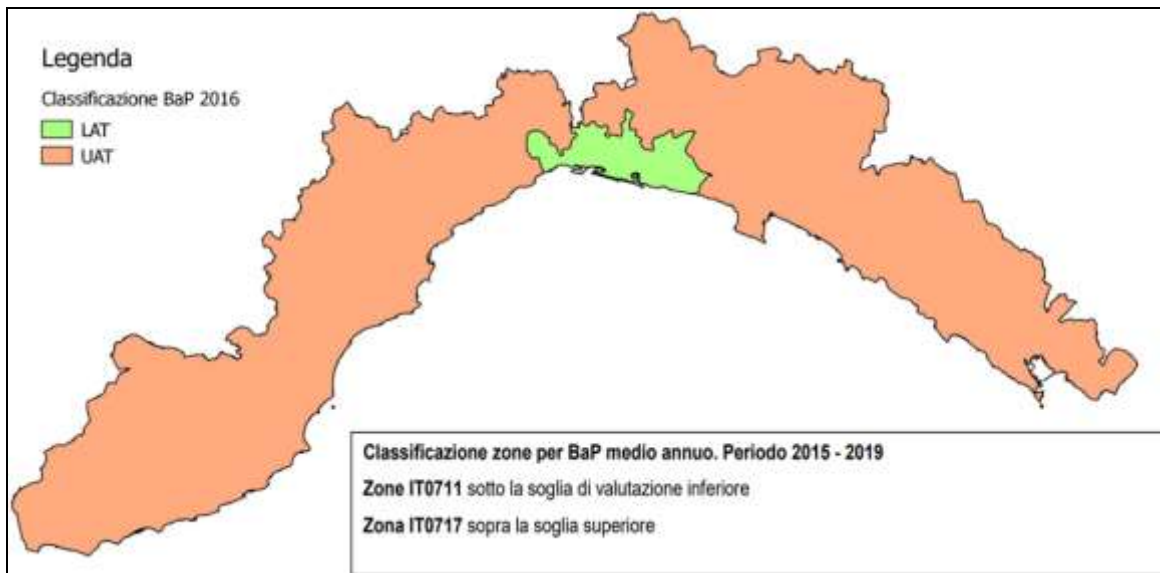 Legenda
Classificazione BaP 2016
LAT
UAT
Classificazione zone per BaP medio annuo. Periodo 2015 - 2019
Zone IT0711 sotto la soglia di valutazione inferiore
Zona IT0717 sopra la soglia superiore